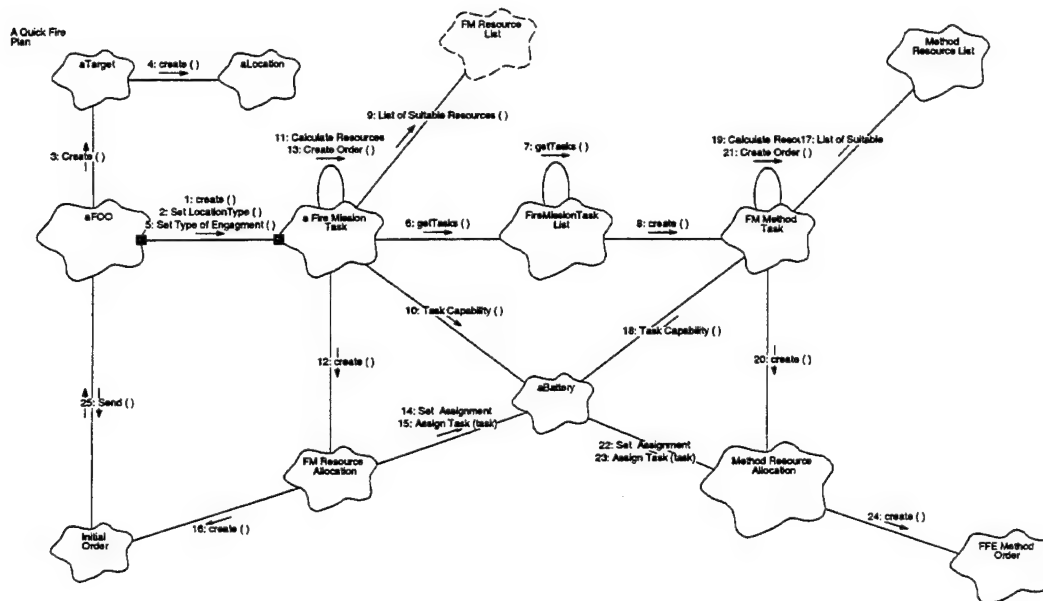 A Quick Fire
Plan
FM Resource
List
Method
Resource List
aTarget
4: create ( )
aLocation
9: List of Suitable Resources ( )
11: Calculate Resources
13: Create Order ( )
7: getTasks ( )
19: Calculate Resou
17: List of Suitable
21: Create Order ( )
3: Create ( )
1: create ( )
2: Set LocationType ( )
5: Set Type of Engagment ( )
aFOO
a Fire Mission
Task
6: getTasks ( )
FireMissionTask
List
8: create ( )
FM Method
Task
10: Task Capability ( )
18: Task Capability ( )
12: create ( )
20: create ( )
aBattery
25: Send ( )
14: Set Assignment
15: Assign Task (task)
22: Set Assignment
23: Assign Task (task)
FM Resource
Allocation
Method Resource
Allocation
16: create ( )
24: create ( )
Initial
Order
FFE Method
Order